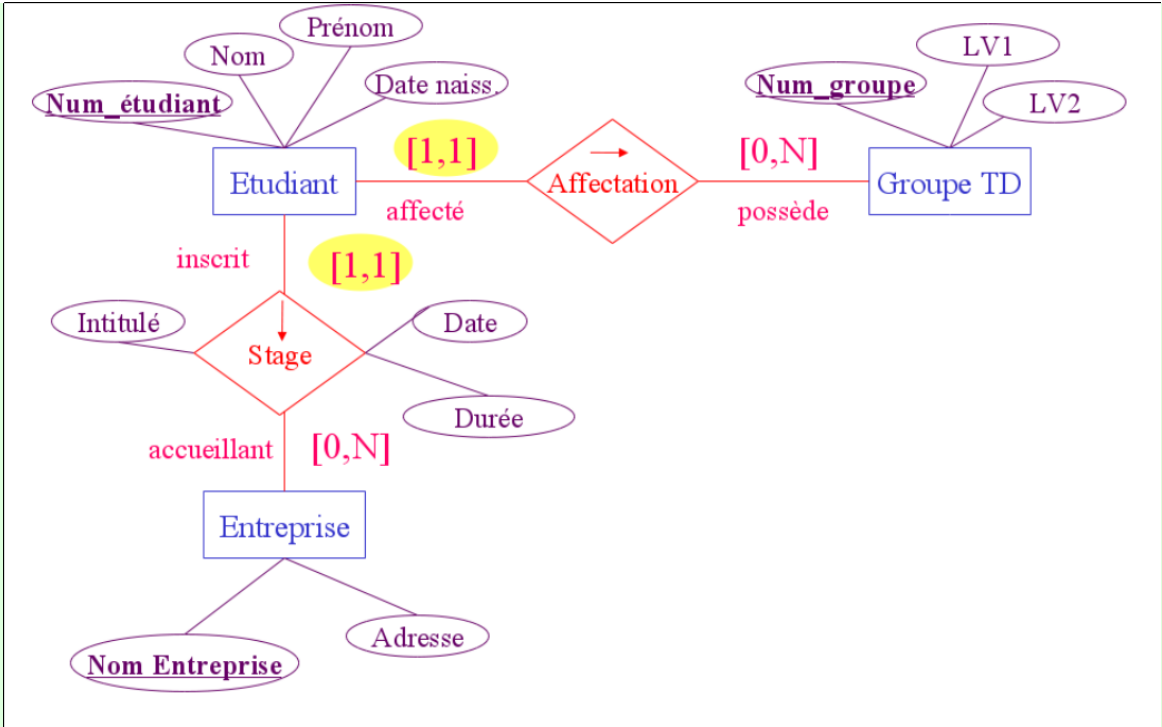 Prénom
Nom
Date naiss.
Num_étudiant
LV1
Num_groupe
LV2
[1,1]
[0,N]
Etudiant
Affectation
Groupe TD
affecté
possède
inscrit
[1,1]
Intitulé
Date
Stage
Durée
accueillant
[0,N]
Entreprise
Adresse
Nom Entreprise